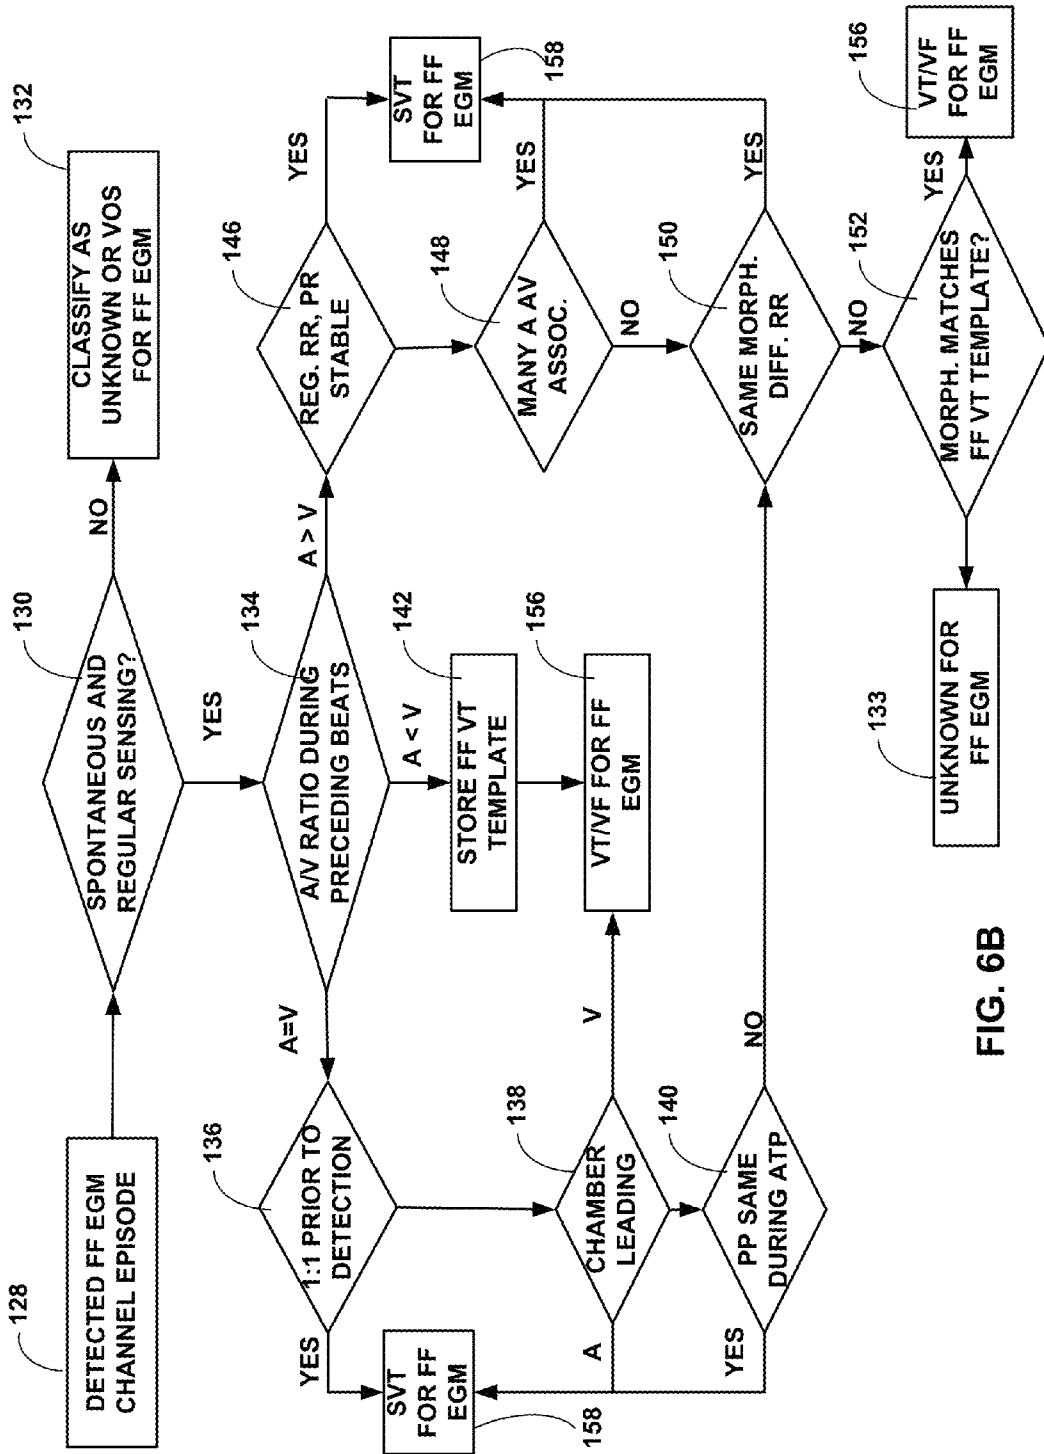 128
DETECTED FF EGM
CHANNEL EPISODE
130
SPONTANEOUS AND
REGULAR SENSING?
NO
132
CLASSIFY AS
UNKNOWN OR VOS
FOR FF EGM
YES
134
A/V RATIO DURING
PRECEDING BEATS
A=V
A < V
A > V
136
1:1 PRIOR TO
DETECTION
YES
SVT
FOR FF
EGM
158
142
STORE FF VT
TEMPLATE
156
VT/VF FOR FF
EGM
146
REG. RR, PR
STABLE
YES
SVT
FOR FF
EGM
158
148
MANY A AV
ASSOC.
YES
NO
138
CHAMBER
LEADING
A
V
140
PP SAME
DURING ATP
YES
NO
150
SAME MORPH.
DIFF. RR
YES
NO
152
MORPH. MATCHES
FF VT TEMPLATE?
YES
156
VT/VF
FOR FF
EGM
133
UNKNOWN FOR
FF EGM
FIG. 6B